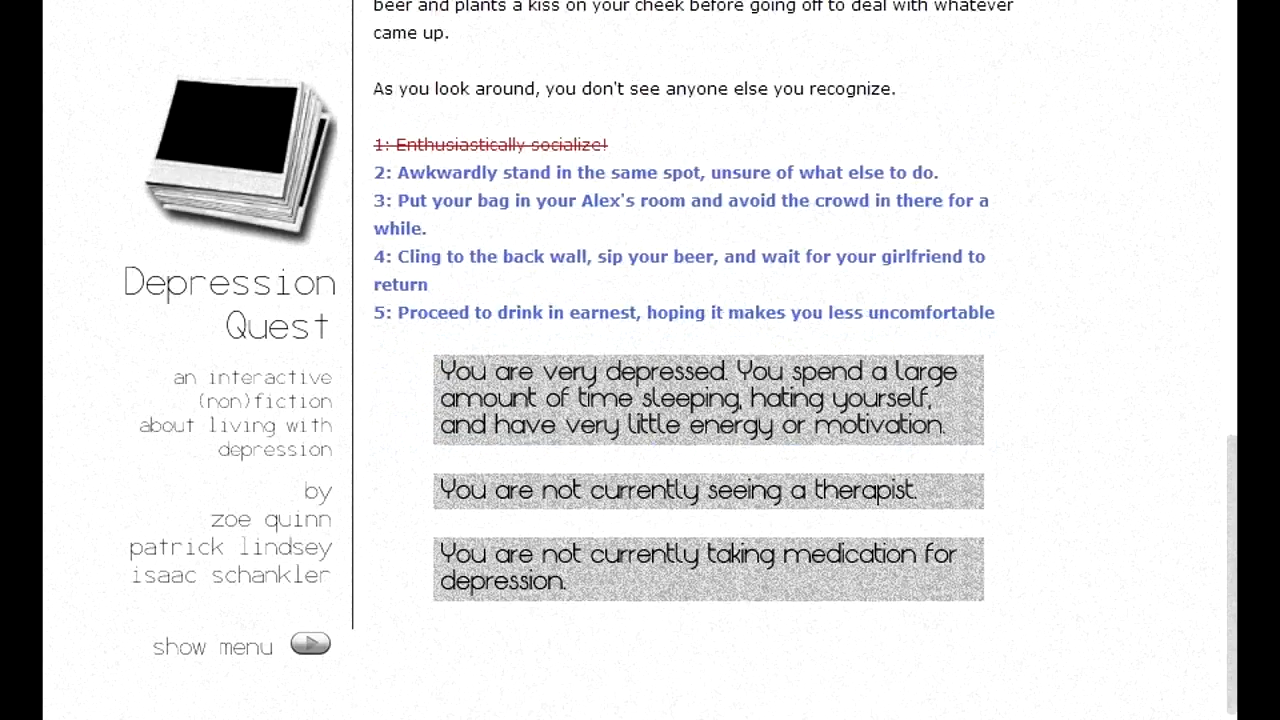 beer and plants a kiss on your cheek before going off to deal with whatever
came up.
As you look around, you don't see anyone else you recognize.
1: Enthusiastically socialize!
2: Awkwardly stand in the same spot, unsure of what else to do.
3: Put your bag in your Alex's room and avoid the crowd in there for a
while.
4: Cling to the back wall, sip your beer, and wait for your girlfriend to
return
5: Proceed to drink in earnest, hoping it makes you less uncomfortable
You are very depressed. You spend a large
amount of time sleeping, hating yourself,
and have very little energy or motivation.
You are not currently seeing a therapist.
You are not currently taking medication for
depression.
Depression
Quest
an interactive
(non)fiction
about living with
depression
by
zoe quinn
patrick lindsey
isaac schankler
show menu